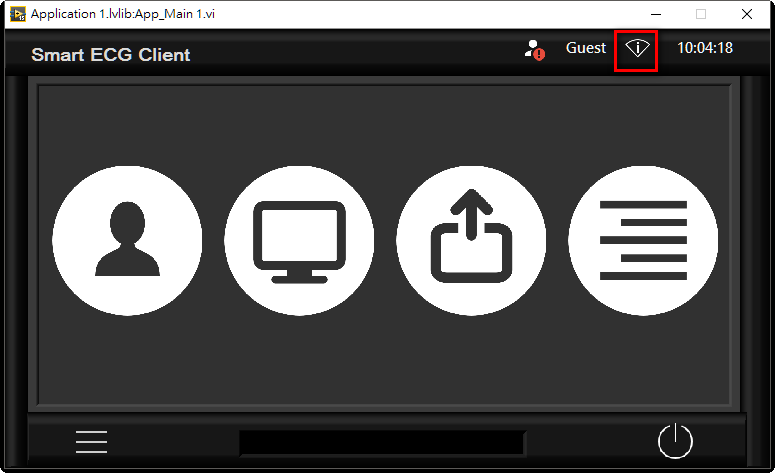 Application 1.lvlib:App_Main 1.vi
Smart ECG Client
Guest
10:04:18